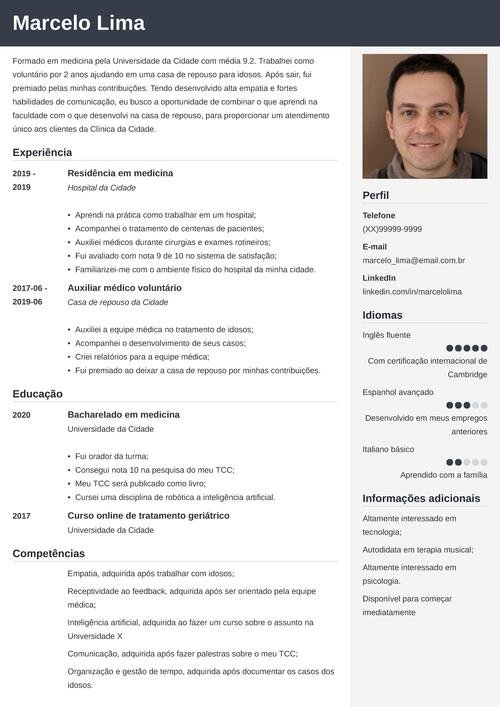 Marcelo Lima
Formado em medicina pela Universidade da Cidade com média 9.2. Trabalhei como
voluntário por 2 anos ajudando em uma casa de repouso para idosos. Após sair, fui
premiado pelas minhas contribuições. Tendo desenvolvido alta empatia e fortes
habilidades de comunicação, eu busco a oportunidade de combinar o que aprendi na
faculdade com o que desenvolvi na casa de repouso, para proporcionar um atendimento
único aos clientes da Clínica da Cidade.
Experiência
2019 -
2019
Residência em medicina
Hospital da Cidade
• Aprendi na prática como trabalhar em um hospital;
• Acompanhei o tratamento de centenas de pacientes;
• Auxiliei médicos durante cirurgias e exames rotineiros;
• Fui avaliado com nota 9 de 10 no sistema de satisfação;
• Familiarizei-me com o ambiente físico do hospital da minha cidade.
2017-06 -
2019-06
Auxiliar médico voluntário
Casa de repouso da Cidade
• Auxiliei a equipe médica no tratamento de idosos;
• Acompanhei o desenvolvimento de seus casos;
• Criei relatórios para a equipe médica;
• Fui premiado ao deixar a casa de repouso por minhas contribuições.
Educação
2020
Bacharelado em medicina
Universidade da Cidade
• Fui orador da turma;
• Consegui nota 10 na pesquisa do meu TCC;
• Meu TCC será publicado como livro;
• Cursei uma disciplina de robótica a inteligência artificial.
2017
Curso online de tratamento geriátrico
Universidade da Cidade
Competências
Empatia, adquirida após trabalhar com idosos;
Receptividade ao feedback, adquirida após ser orientado pela equipe
médica;
Inteligência artificial, adquirida ao fazer um curso sobre o assunto na
Universidade X
Comunicação, adquirida após fazer palestras sobre o meu TCC;
Organização e gestão de tempo, adquirida após documentar os casos dos
idosos.
Perfil
Telefone
(XX)99999-9999
E-mail
marcelo_lima@email.com.br
LinkedIn
linkedin.com/in/marcelolima
Idiomas
Inglês fluente
Com certificação internacional de
Cambridge
Espanhol avançado
Desenvolvido em meus empregos
anteriores
Italiano básico
Aprendido com a família
Informações adicionais
Altamente interessado em
tecnologia;
Autodidata em terapia musical;
Altamente interessado em
psicologia.
Disponível para começar
imediatamente